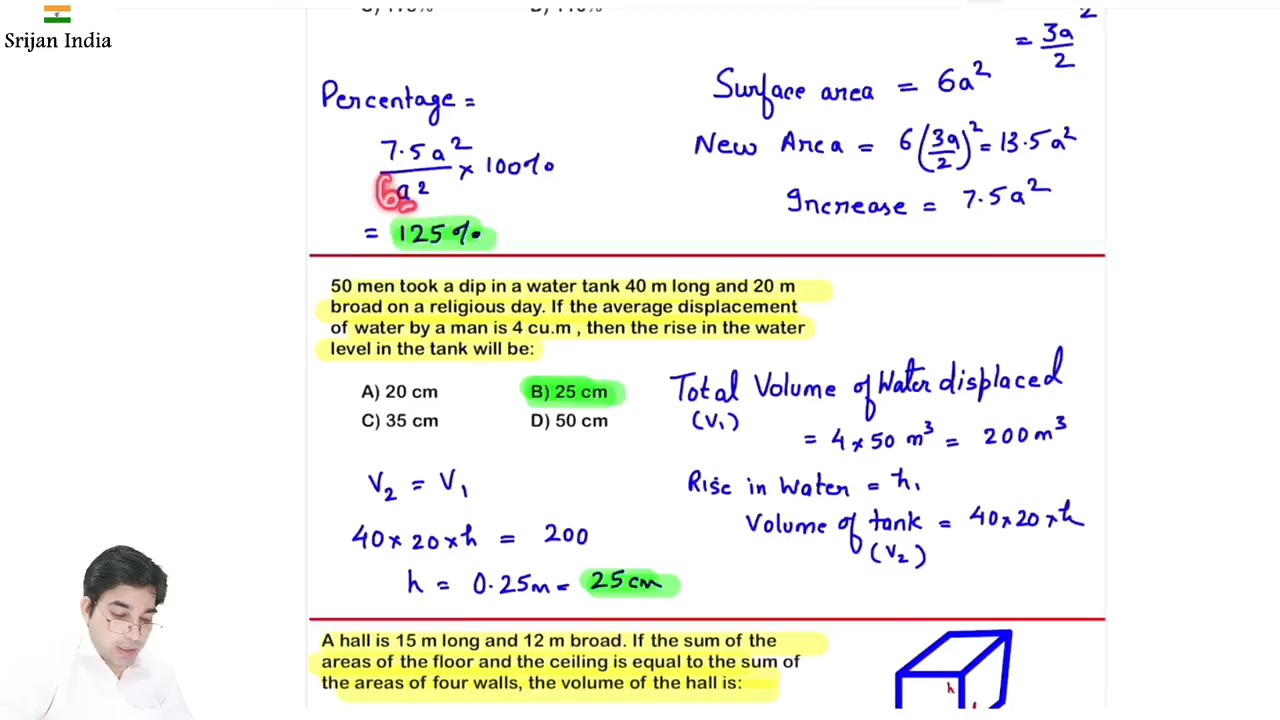 Srijan India
= 3a/2
Surface area = 6a²
Percentage =
7.5a²/6a² × 100%
New Area = 6(3a/2)² = 13.5a²
Increase = 7.5a²
= 125%
50 men took a dip in a water tank 40 m long and 20 m
broad on a religious day. If the average displacement
of water by a man is 4 cu.m , then the rise in the water
level in the tank will be:
A) 20 cm B) 25 cm
C) 35 cm D) 50 cm
Total Volume of Water displaced
(V₁)
= 4 × 50 m³ = 200 m³
V₂ = V₁
Rise in Water = h,
Volume of tank = 40×20×h
(V₂)
40 × 20 × h = 200
h = 0.25m = 25 cm
A hall is 15 m long and 12 m broad. If the sum of the
areas of the floor and the ceiling is equal to the sum of
the areas of four walls, the volume of the hall is:
h